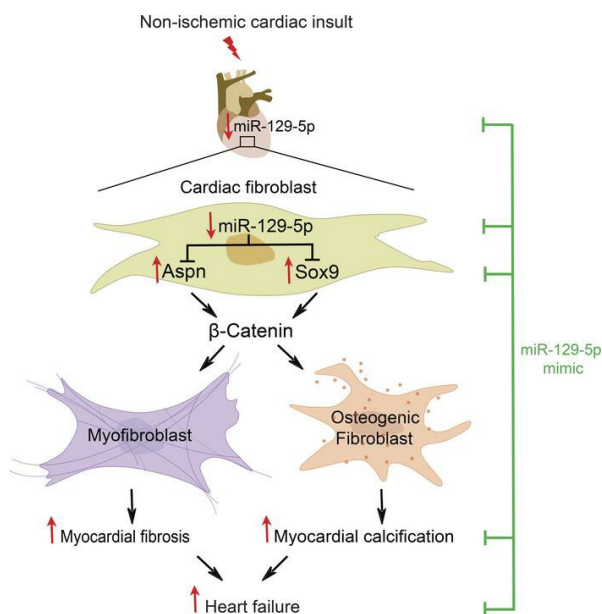 Non-ischemic cardiac insult
miR-129-5p
Cardiac fibroblast
miR-129-5p
Aspn
Sox9
β-Catenin
miR-129-5p
mimic
Myofibroblast
Osteogenic
Fibroblast
Myocardial fibrosis
Myocardial calcification
Heart failure